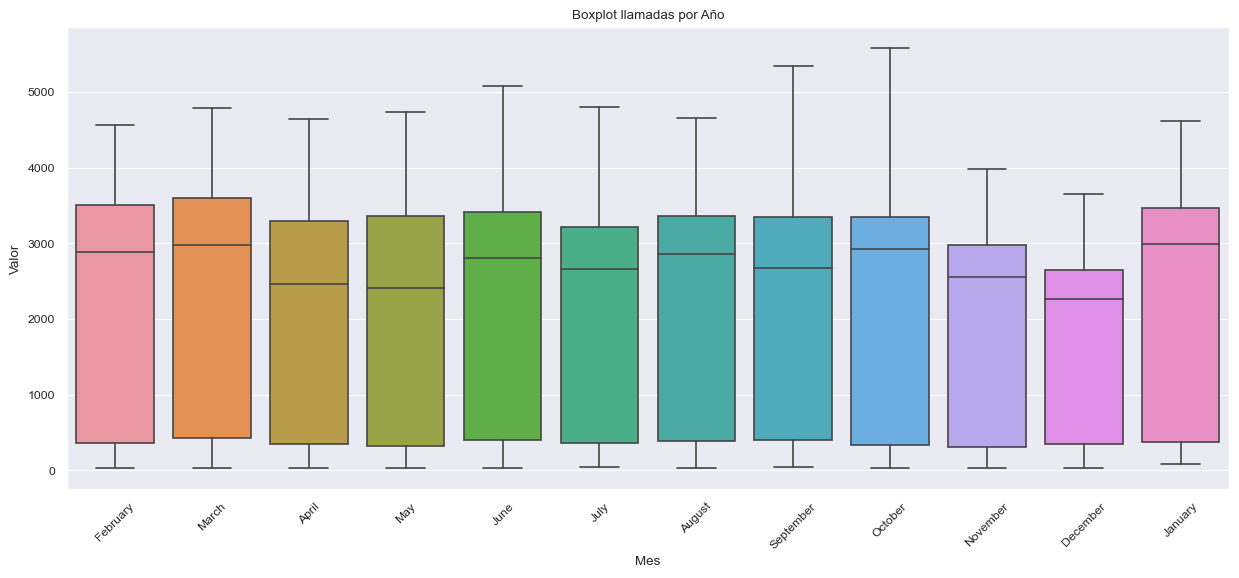 Boxplot llamadas por Año
Valor
5000
4000
3000
2000
1000
0
February
March
April
May
June
July
August
September
October
November
December
January
Mes